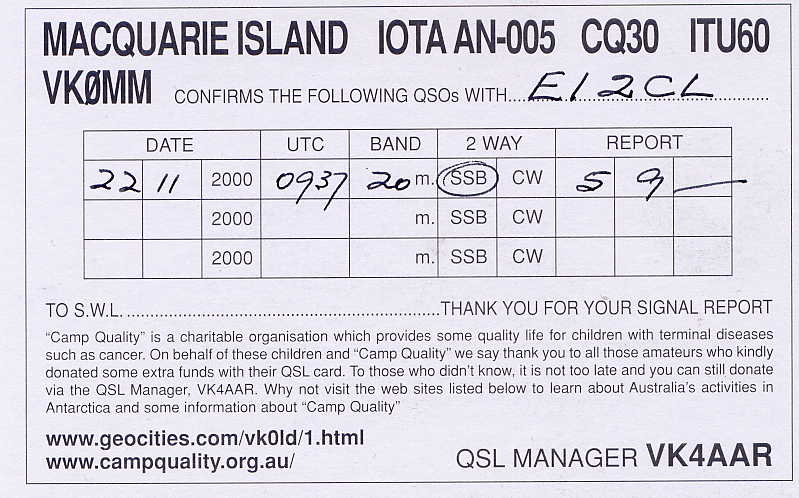 MACQUARIE ISLAND IOTA AN-005 CQ30 ITU60
VKØMM CONFIRMS THE FOLLOWING QSOs WITH....EI2CL....................
DATE UTC BAND 2 WAY REPORT
22 11 2000 0937 20 m. SSB CW 5 9 —
2000 m. SSB CW
2000 m. SSB CW
TO S.W.L. ..........................................................THANK YOU FOR YOUR SIGNAL REPORT
“Camp Quality” is a charitable organisation which provides some quality life for children with terminal diseases
such as cancer. On behalf of these children and “Camp Quality” we say thank you to all those amateurs who kindly
donated some extra funds with their QSL card. To those who didn’t know, it is not too late and you can still donate
via the QSL Manager, VK4AAR. Why not visit the web sites listed below to learn about Australia’s activities in
Antarctica and some information about “Camp Quality”
www.geocities.com/vk0ld/1.html
www.campquality.org.au/ QSL MANAGER VK4AAR